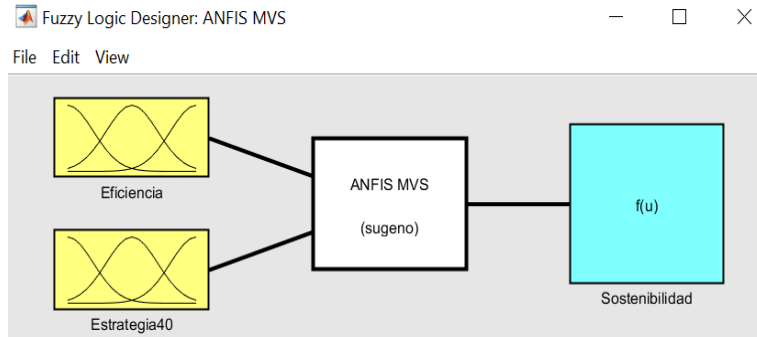 Fuzzy Logic Designer: ANFIS MVS
File Edit View
Eficiencia
ANFIS MVS
(sugeno)
f(u)
Sostenibilidad
Estrategia40